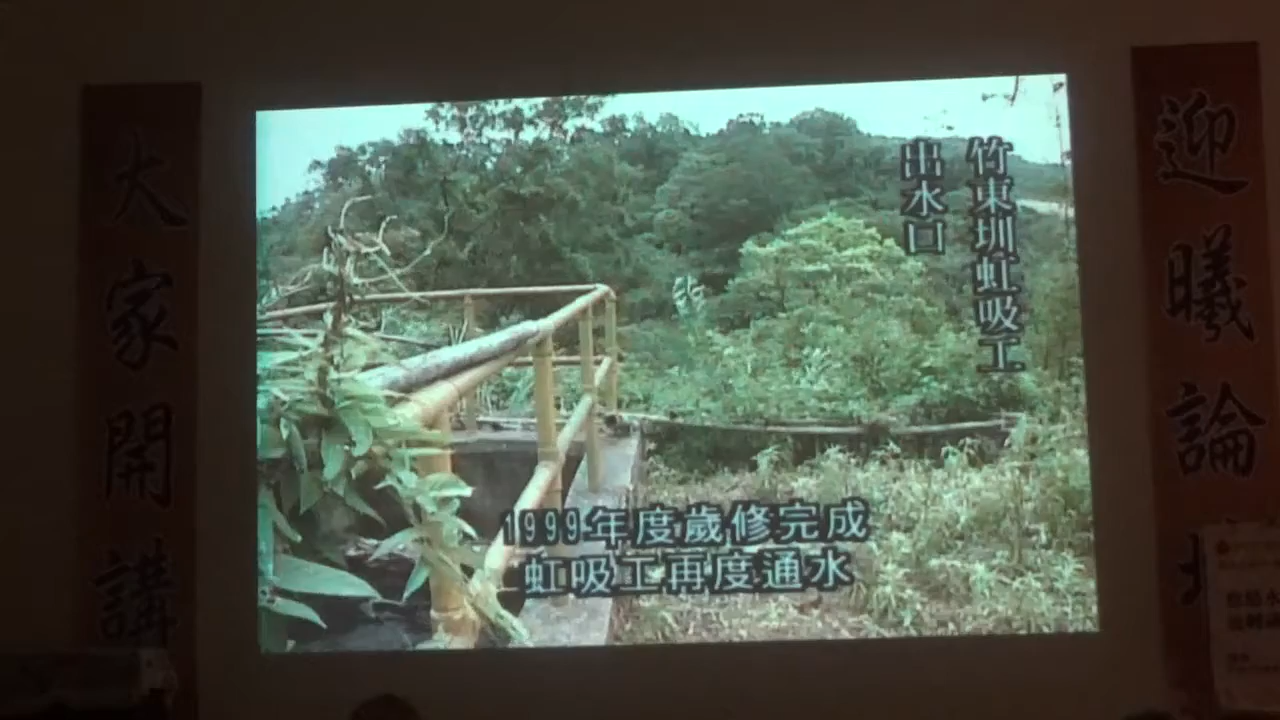 迎曦論
竹東圳虹吸工
出水口
1999年度歲修完成
虹吸工再度通水
大家開講